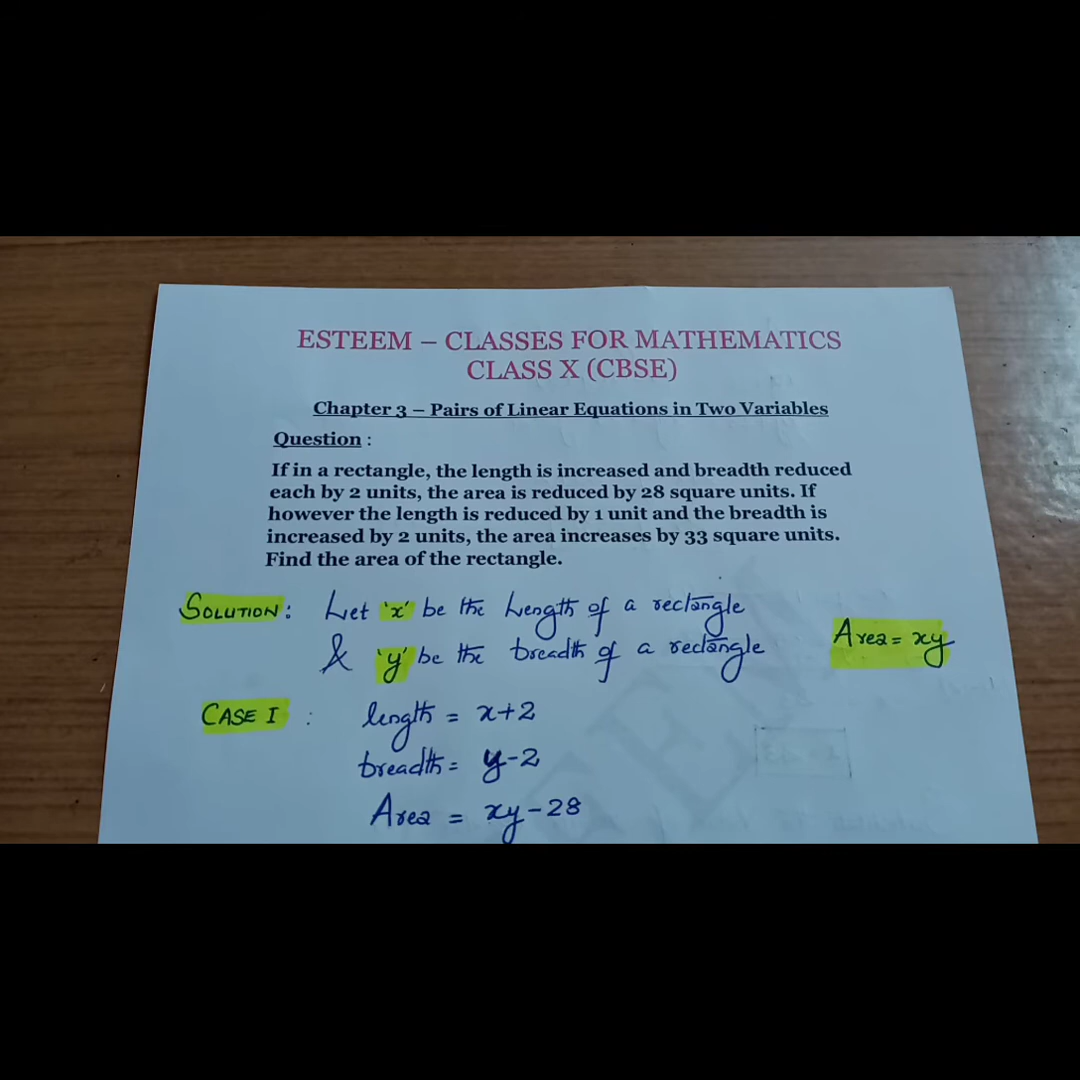 ESTEEM – CLASSES FOR MATHEMATICS
CLASS X (CBSE)
Chapter 3 – Pairs of Linear Equations in Two Variables
Question :
If in a rectangle, the length is increased and breadth reduced
each by 2 units, the area is reduced by 28 square units. If
however the length is reduced by 1 unit and the breadth is
increased by 2 units, the area increases by 33 square units.
Find the area of the rectangle.
SOLUTION: Let 'x' be the Length of a rectangle
& 'y' be the breadth of a rectangle
Area = xy
CASE I : length = x+2
breadth = y-2
Area = xy-28